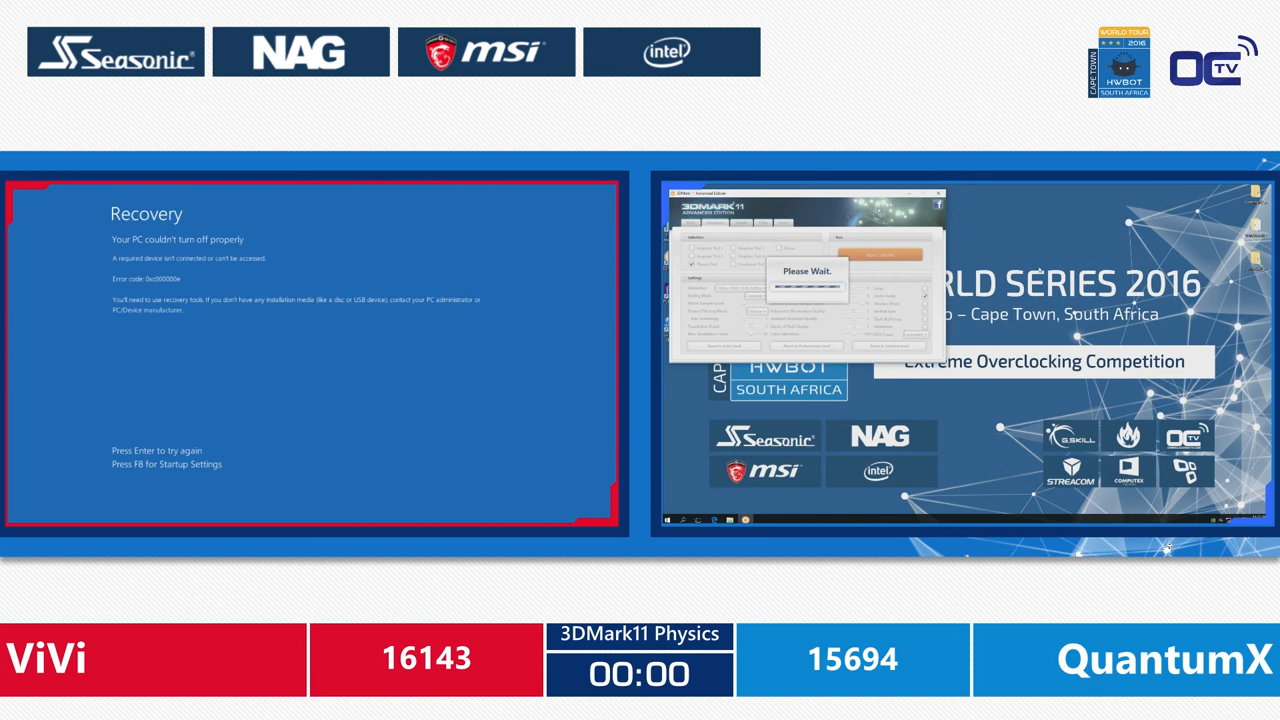 Seasonic
NAG
msi
intel
WORLD TOUR
2016
CAPE TOWN
HWBOT
SOUTH AFRICA
OC TV
Recovery
Your PC couldn't turn off properly
A required device isn't connected or can't be accessed.
Error code: 0xc000000e
You'll need to use recovery tools. If you don't have any installation media (like a disc or USB device), contact your PC administrator or
PC/Device manufacturer.
Press Enter to try again
Press F8 for Startup Settings
3DMARK 11
ADVANCED EDITION
Please Wait.
RLD SERIES 2016
– Cape Town, South Africa
Extreme Overclocking Competition
CAP
HWBOT
SOUTH AFRICA
Seasonic
NAG
G.SKILL
OC TV
msi
intel
STREACOM
COMPUTEX
ViVi
16143
3DMark11 Physics
00:00
15694
QuantumX